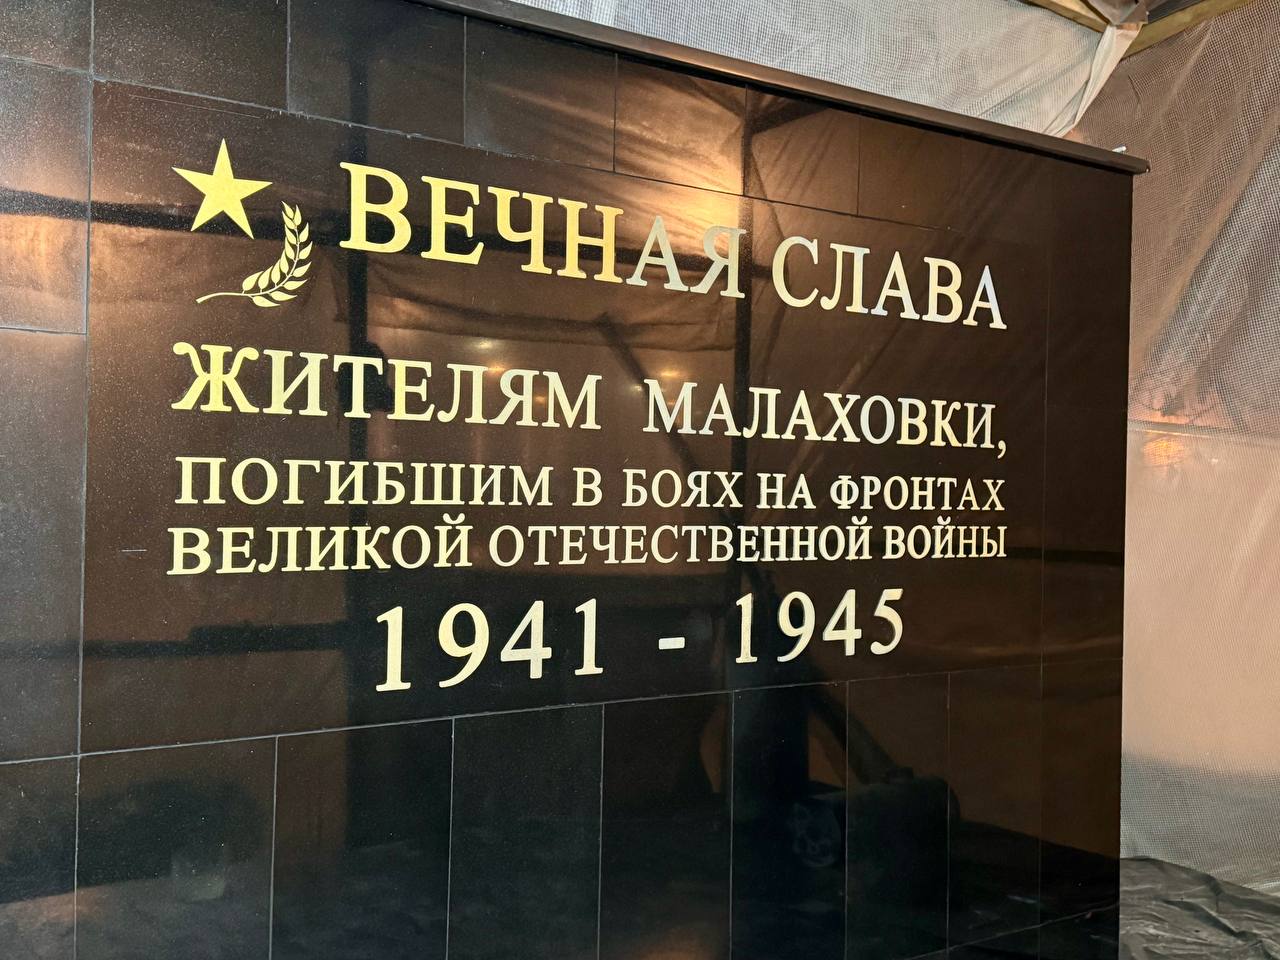 ВЕЧНАЯ СЛАВА
ЖИТЕЛЯМ МАЛАХОВКИ,
ПОГИБШИМ В БОЯХ НА ФРОНТАХ
ВЕЛИКОЙ ОТЕЧЕСТВЕННОЙ ВОЙНЫ
1941 - 1945